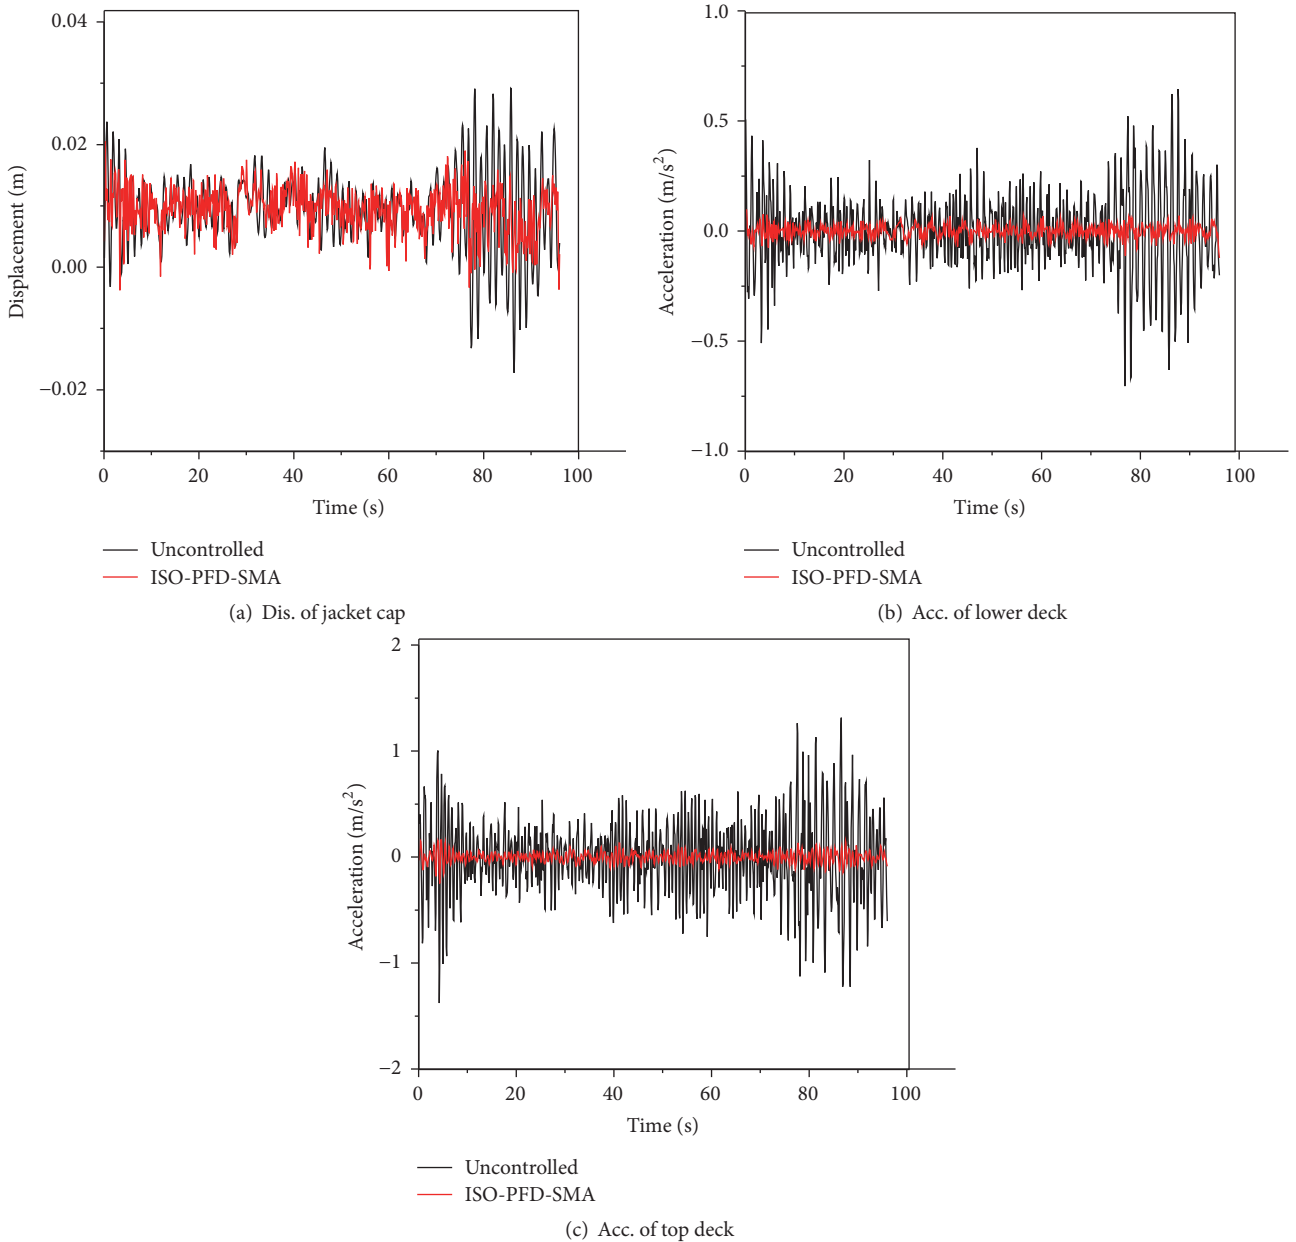 0.04
0.02
0.00
−0.02
Displacement (m)
0 20 40 60 80 100
Time (s)
Uncontrolled
ISO-PFD-SMA
(a) Dis. of jacket cap
1.0
0.5
0.0
−0.5
−1.0
Acceleration (m/s²)
0 20 40 60 80 100
Time (s)
Uncontrolled
ISO-PFD-SMA
(b) Acc. of lower deck
2
1
0
−1
−2
Acceleration (m/s²)
0 20 40 60 80 100
Time (s)
Uncontrolled
ISO-PFD-SMA
(c) Acc. of top deck